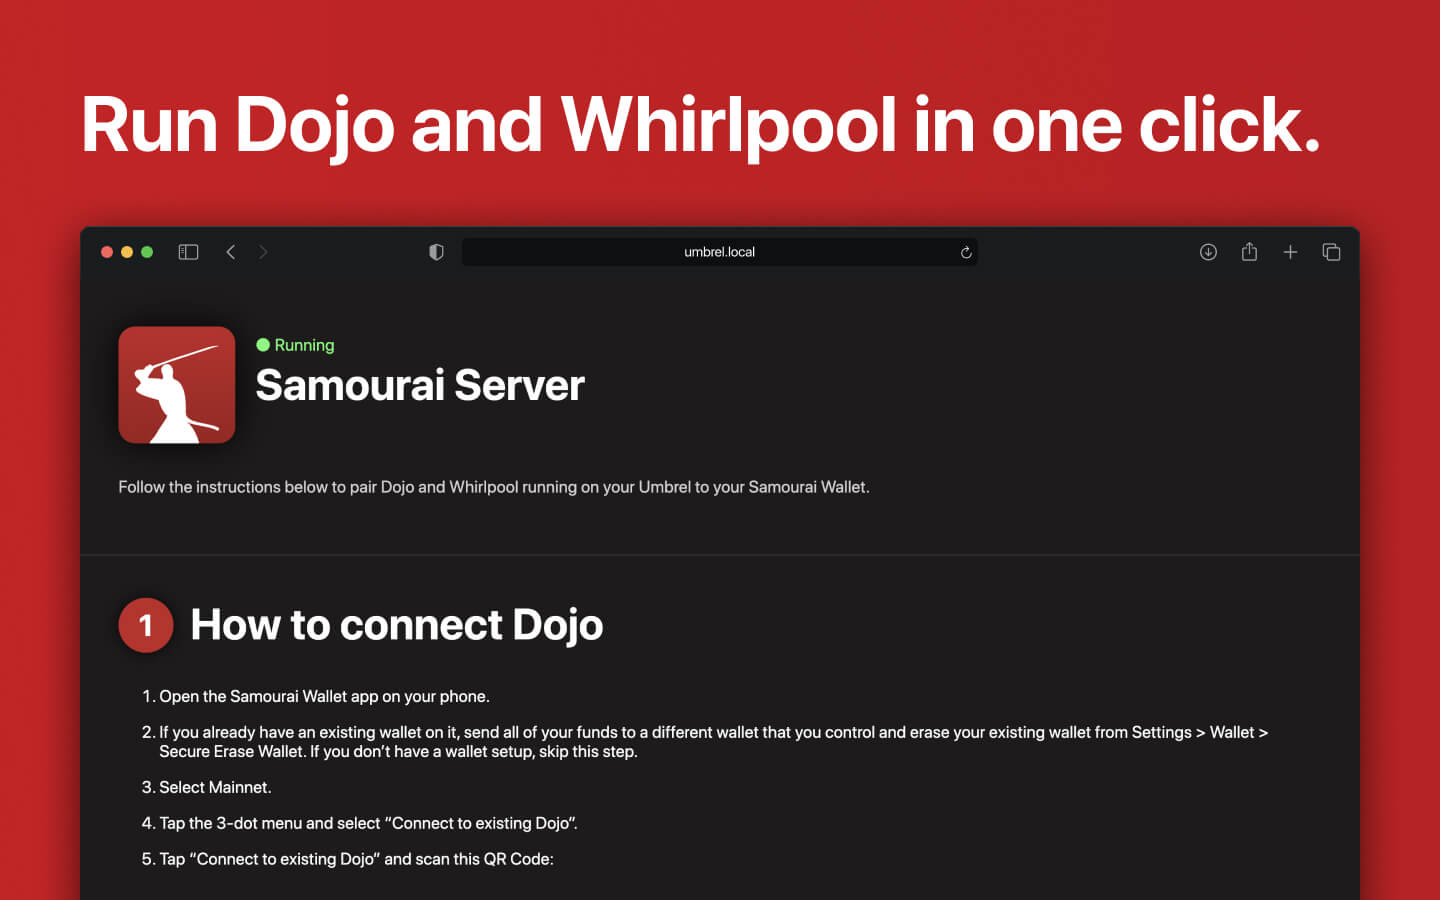 Run Dojo and Whirlpool in one click.
umbrel.local
Running
Samourai Server
Follow the instructions below to pair Dojo and Whirlpool running on your Umbrel to your Samourai Wallet.
1 How to connect Dojo
1. Open the Samourai Wallet app on your phone.
2. If you already have an existing wallet on it, send all of your funds to a different wallet that you control and erase your existing wallet from Settings > Wallet >
Secure Erase Wallet. If you don’t have a wallet setup, skip this step.
3. Select Mainnet.
4. Tap the 3-dot menu and select “Connect to existing Dojo”.
5. Tap “Connect to existing Dojo” and scan this QR Code: